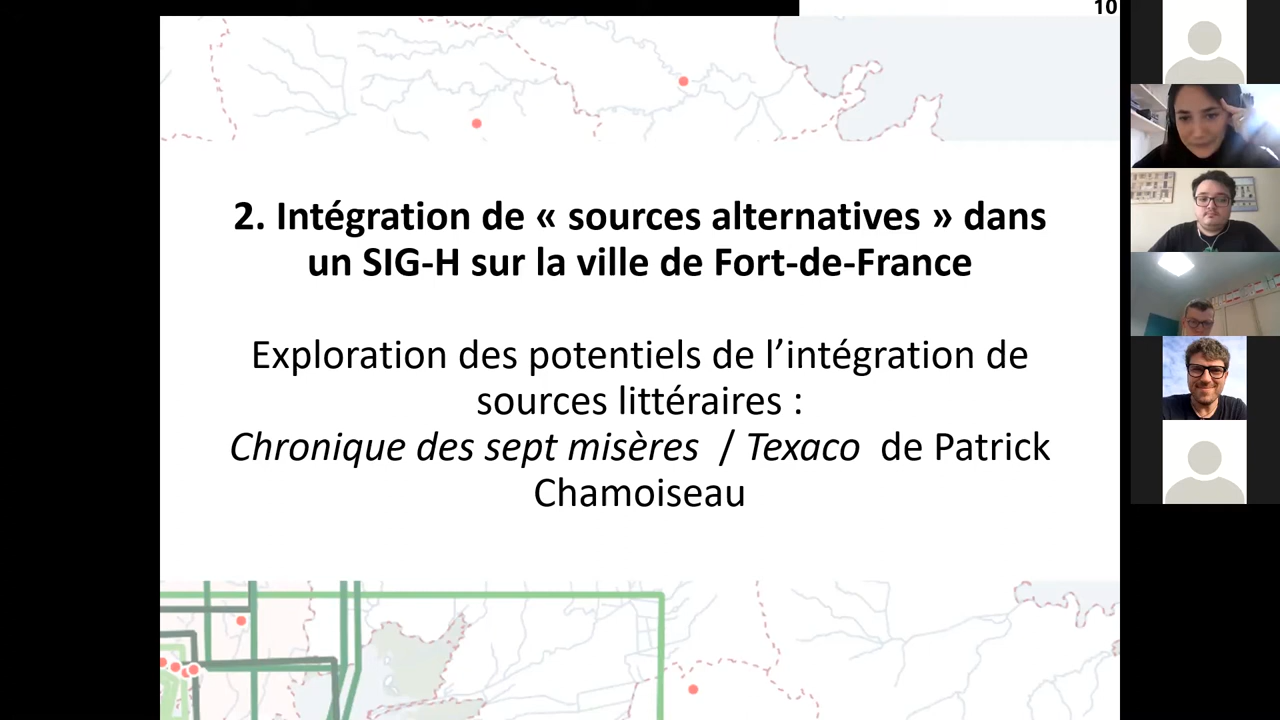 10
2. Intégration de « sources alternatives » dans
un SIG-H sur la ville de Fort-de-France
Exploration des potentiels de l’intégration de
sources littéraires :
Chronique des sept misères / Texaco de Patrick
Chamoiseau